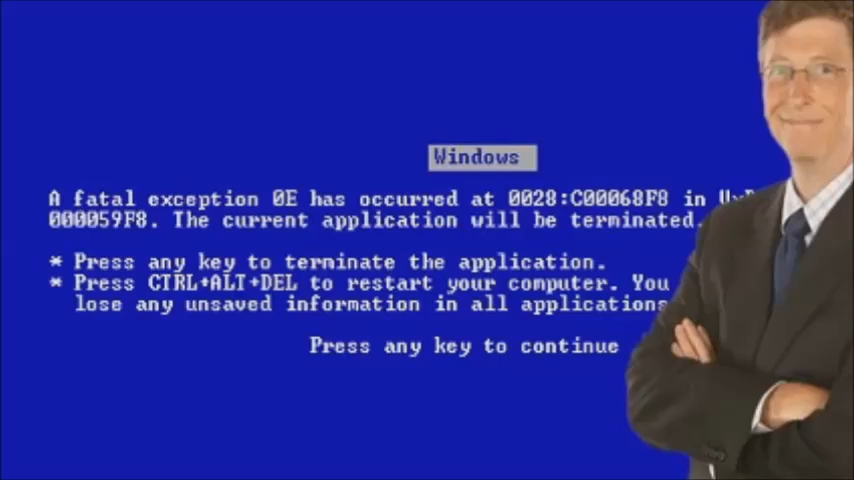 Windows
A fatal exception 0E has occurred at 0028:C00068F8 in
000059F8. The current application will be terminated.
* Press any key to terminate the application.
* Press CTRL+ALT+DEL to restart your computer. You
lose any unsaved information in all applications
Press any key to continue